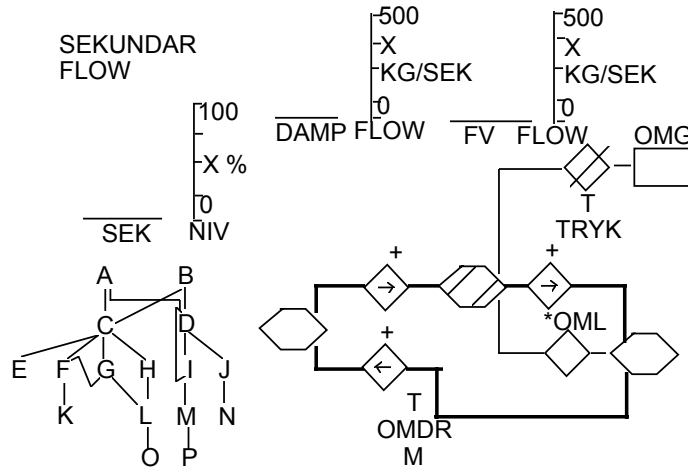 SEKUNDAR
FLOW
500
X
KG/SEK
0
DAMP FLOW
500
X
KG/SEK
0
FV FLOW
OMG
100
X %
0
SEK NIV
T
TRYK
A B
C D
E F G H I J
K L M N
O P
+
+
→
→
*OML
+
←
T
OMDR
M